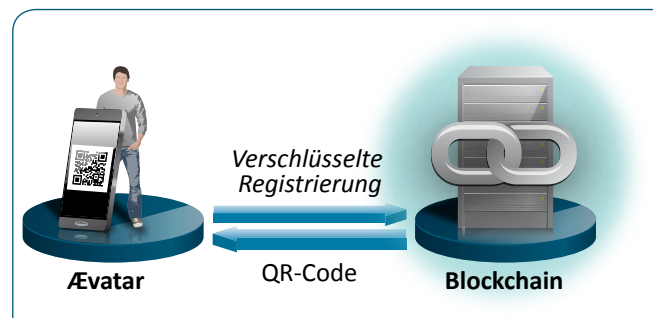 Verschlüsselte
Registrierung
QR-Code
Ævatar
Blockchain